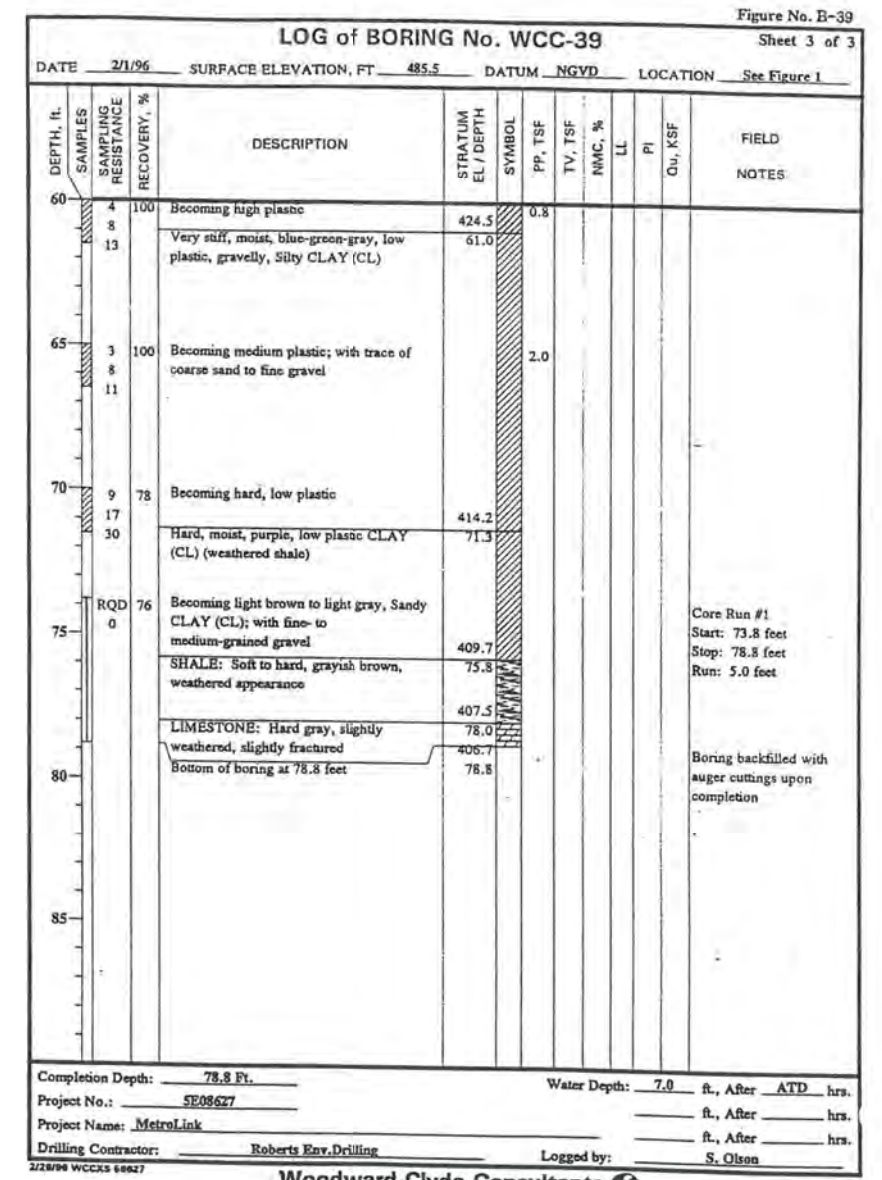 Figure No. B-39
LOG of BORING No. WCC-39
Sheet 3 of 3
DATE 2/1/96 SURFACE ELEVATION, FT 485.5 DATUM NGVD LOCATION See Figure 1
DEPTH, ft.
SAMPLES
SAMPLING RESISTANCE
RECOVERY, %
DESCRIPTION
STRATUM EL / DEPTH
SYMBOL
PP, TSF
TV, TSF
NMC, %
LL
PI
Qu, KSF
FIELD
NOTES
60
4 100 Becoming high plastic 0.8
8 424.5
13 Very stiff, moist, blue-green-gray, low 61.0
plastic, gravelly, Silty CLAY (CL)
65
3 100 Becoming medium plastic; with trace of 2.0
8 coarse sand to fine gravel
11
70
9 78 Becoming hard, low plastic
17 414.2
30 Hard, moist, purple, low plastic CLAY 71.3
(CL) (weathered shale)
RQD 76 Becoming light brown to light gray, Sandy Core Run #1
75 0 CLAY (CL); with fine- to Start: 73.8 feet
medium-grained gravel 409.7 Stop: 78.8 feet
SHALE: Soft to hard, grayish brown, 75.8 Run: 5.0 feet
weathered appearance
407.5
LIMESTONE: Hard gray, slightly 78.0
weathered, slightly fractured 406.7 Boring backfilled with
80 Bottom of boring at 78.8 feet 78.8 auger cuttings upon
completion
85
Completion Depth: 78.8 Ft. Water Depth: 7.0 ft., After ATD hrs.
Project No.: 5E08627 ft., After hrs.
Project Name: MetroLink ft., After hrs.
Drilling Contractor: Roberts Env.Drilling Logged by: S. Olson
2/28/96 WCCXS
Woodward-Clyde Consultants